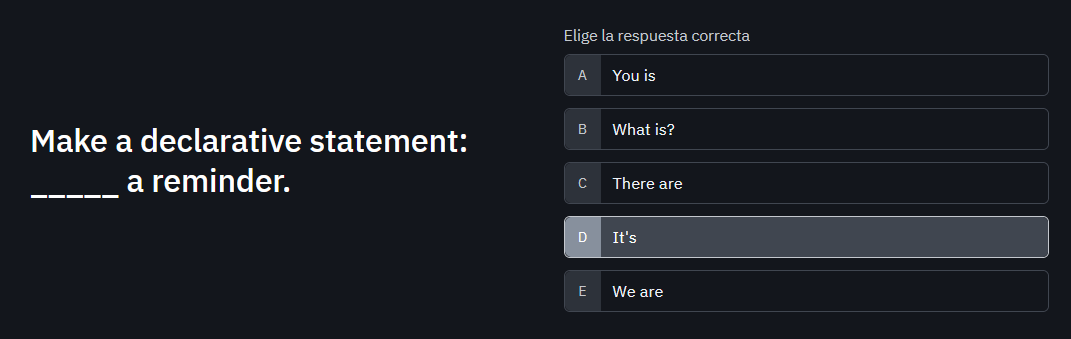 Make a declarative statement:
_____ a reminder.
Elige la respuesta correcta
A You is
B What is?
C There are
D It's
E We are